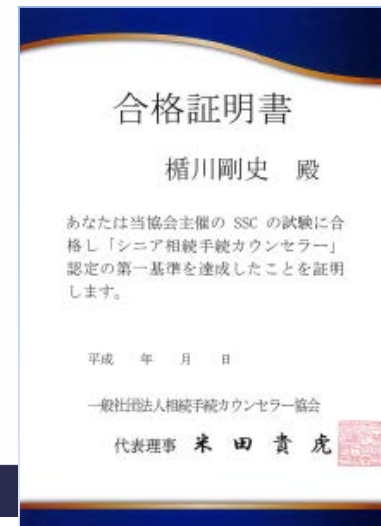 合格証明書
楯川剛史 殿
あなたは当協会主催の SSC の試験に合
格し「シニア相続手続カウンセラー」
認定の第一基準を達成したことを証明
します。
平成 年 月 日
一般社団法人相続手続カウンセラー協会
代表理事 米田貴虎